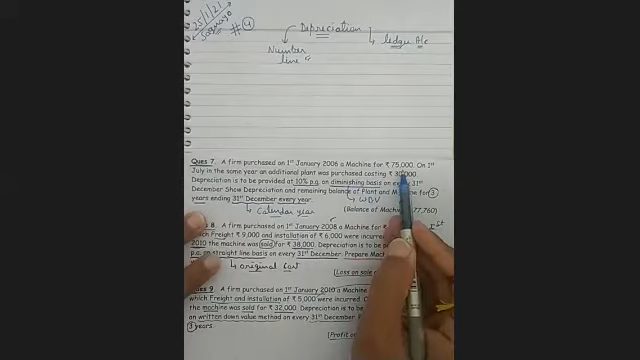 25/1/21
#4
Depreciation
ledger A/c
Number
line
Ques 7. A firm purchased on 1st January 2006 a Machine for ₹ 75,000. On 1st
July in the same year an additional plant was purchased costing ₹
Depreciation is to be provided at 10% p.a. on diminishing basis on every 31st
December Show Depreciation and remaining balance of Plant and Machine for 3
years ending 31st December every year.
WDV
Calendar year
(Balance of Machine 77,760)
8. A firm purchased on 1st January 2008 a Machine for
which Freight ₹ 9,000 and installation of ₹ 6,000 were incurred.
2010 the machine was sold for ₹ 38,000. Depreciation is to be
p.a. on straight line basis on every 31st December. Prepare Machine
original cost
(Loss on sale
Ques 9. A firm purchased on 1st January 2010 a Machine
which Freight and installation of ₹ 5,000 were incurred.
the machine was sold for ₹ 32,000. Depreciation is to be
on written down value method on every 31st December.
3 years.
(Profit